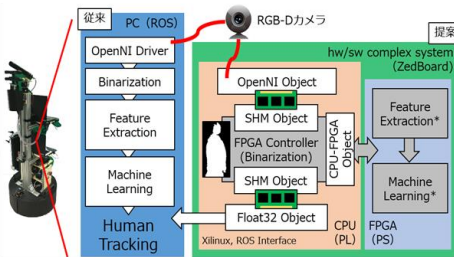 従来
PC (ROS)
OpenNI Driver
Binarization
Feature
Extraction
Machine
Learning
Human
Tracking
RGB-Dカメラ
提案
hw/sw complex system
(ZedBoard)
OpenNI Object
SHM Object
FPGA Controller
(Binarization)
SHM Object
Float32 Object
CPU-FPGA
Object
Xilinux, ROS Interface
CPU
(PL)
Feature
Extraction*
Machine
Learning*
FPGA
(PS)